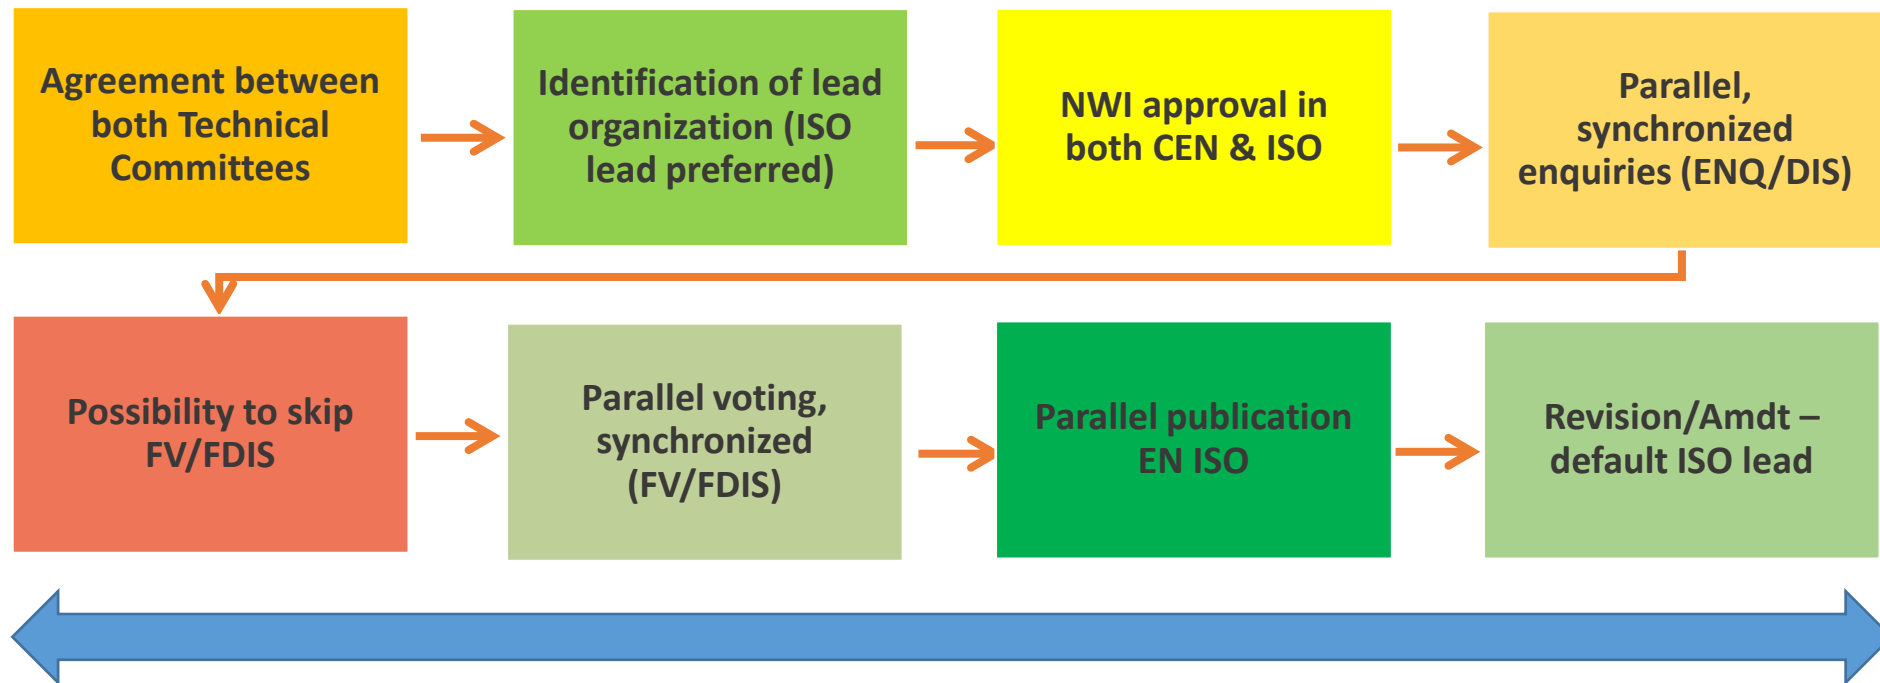 Agreement between
both Technical
Committees
Identification of lead
organization (ISO
lead preferred)
NWI approval in
both CEN & ISO
Parallel,
synchronized
enquiries (ENQ/DIS)
Possibility to skip
FV/FDIS
Parallel voting,
synchronized
(FV/FDIS)
Parallel publication
EN ISO
Revision/Amdt –
default ISO lead